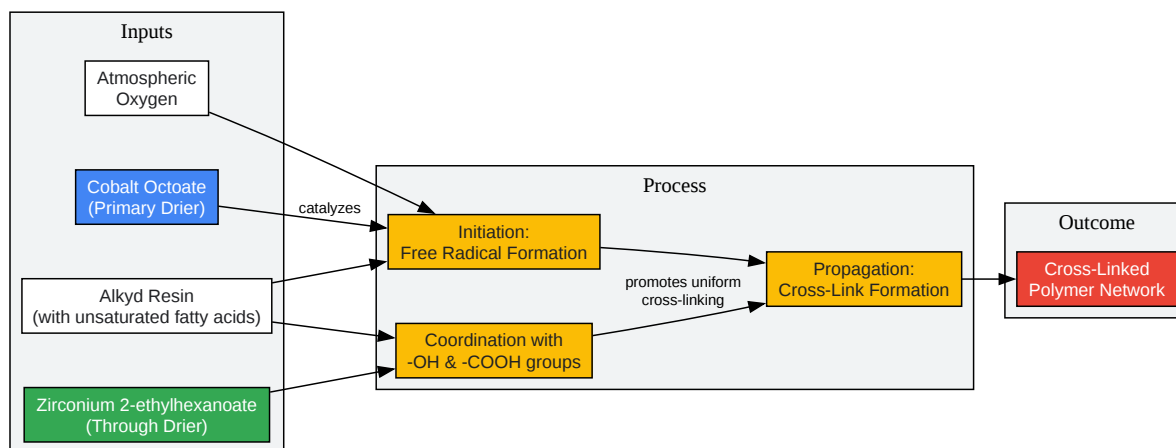 Inputs
Atmospheric
Oxygen
Cobalt Octoate
(Primary Drier)
Alkyd Resin
(with unsaturated fatty acids)
Zirconium 2-ethylhexanoate
(Through Drier)
catalyzes
Process
Initiation:
Free Radical Formation
Coordination with
-OH & -COOH groups
promotes uniform
cross-linking
Propagation:
Cross-Link Formation
Outcome
Cross-Linked
Polymer Network